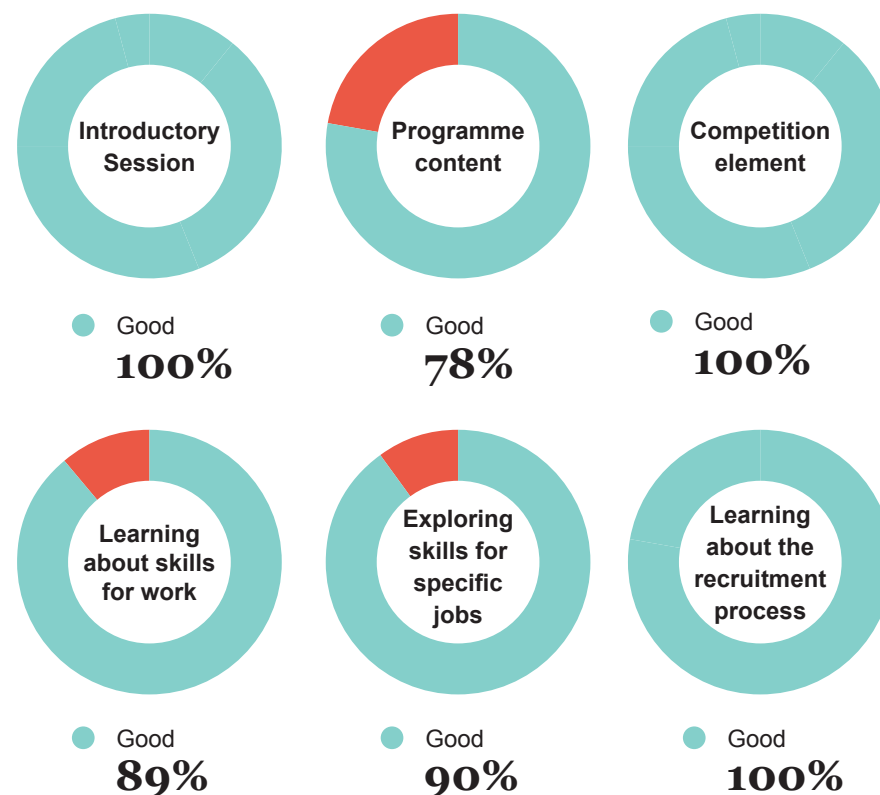 Introductory
Session
Programme
content
Competition
element
Good
100%
Good
78%
Good
100%
Learning
about skills
for work
Exploring
skills for
specific
jobs
Learning
about the
recruitment
process
Good
89%
Good
90%
Good
100%